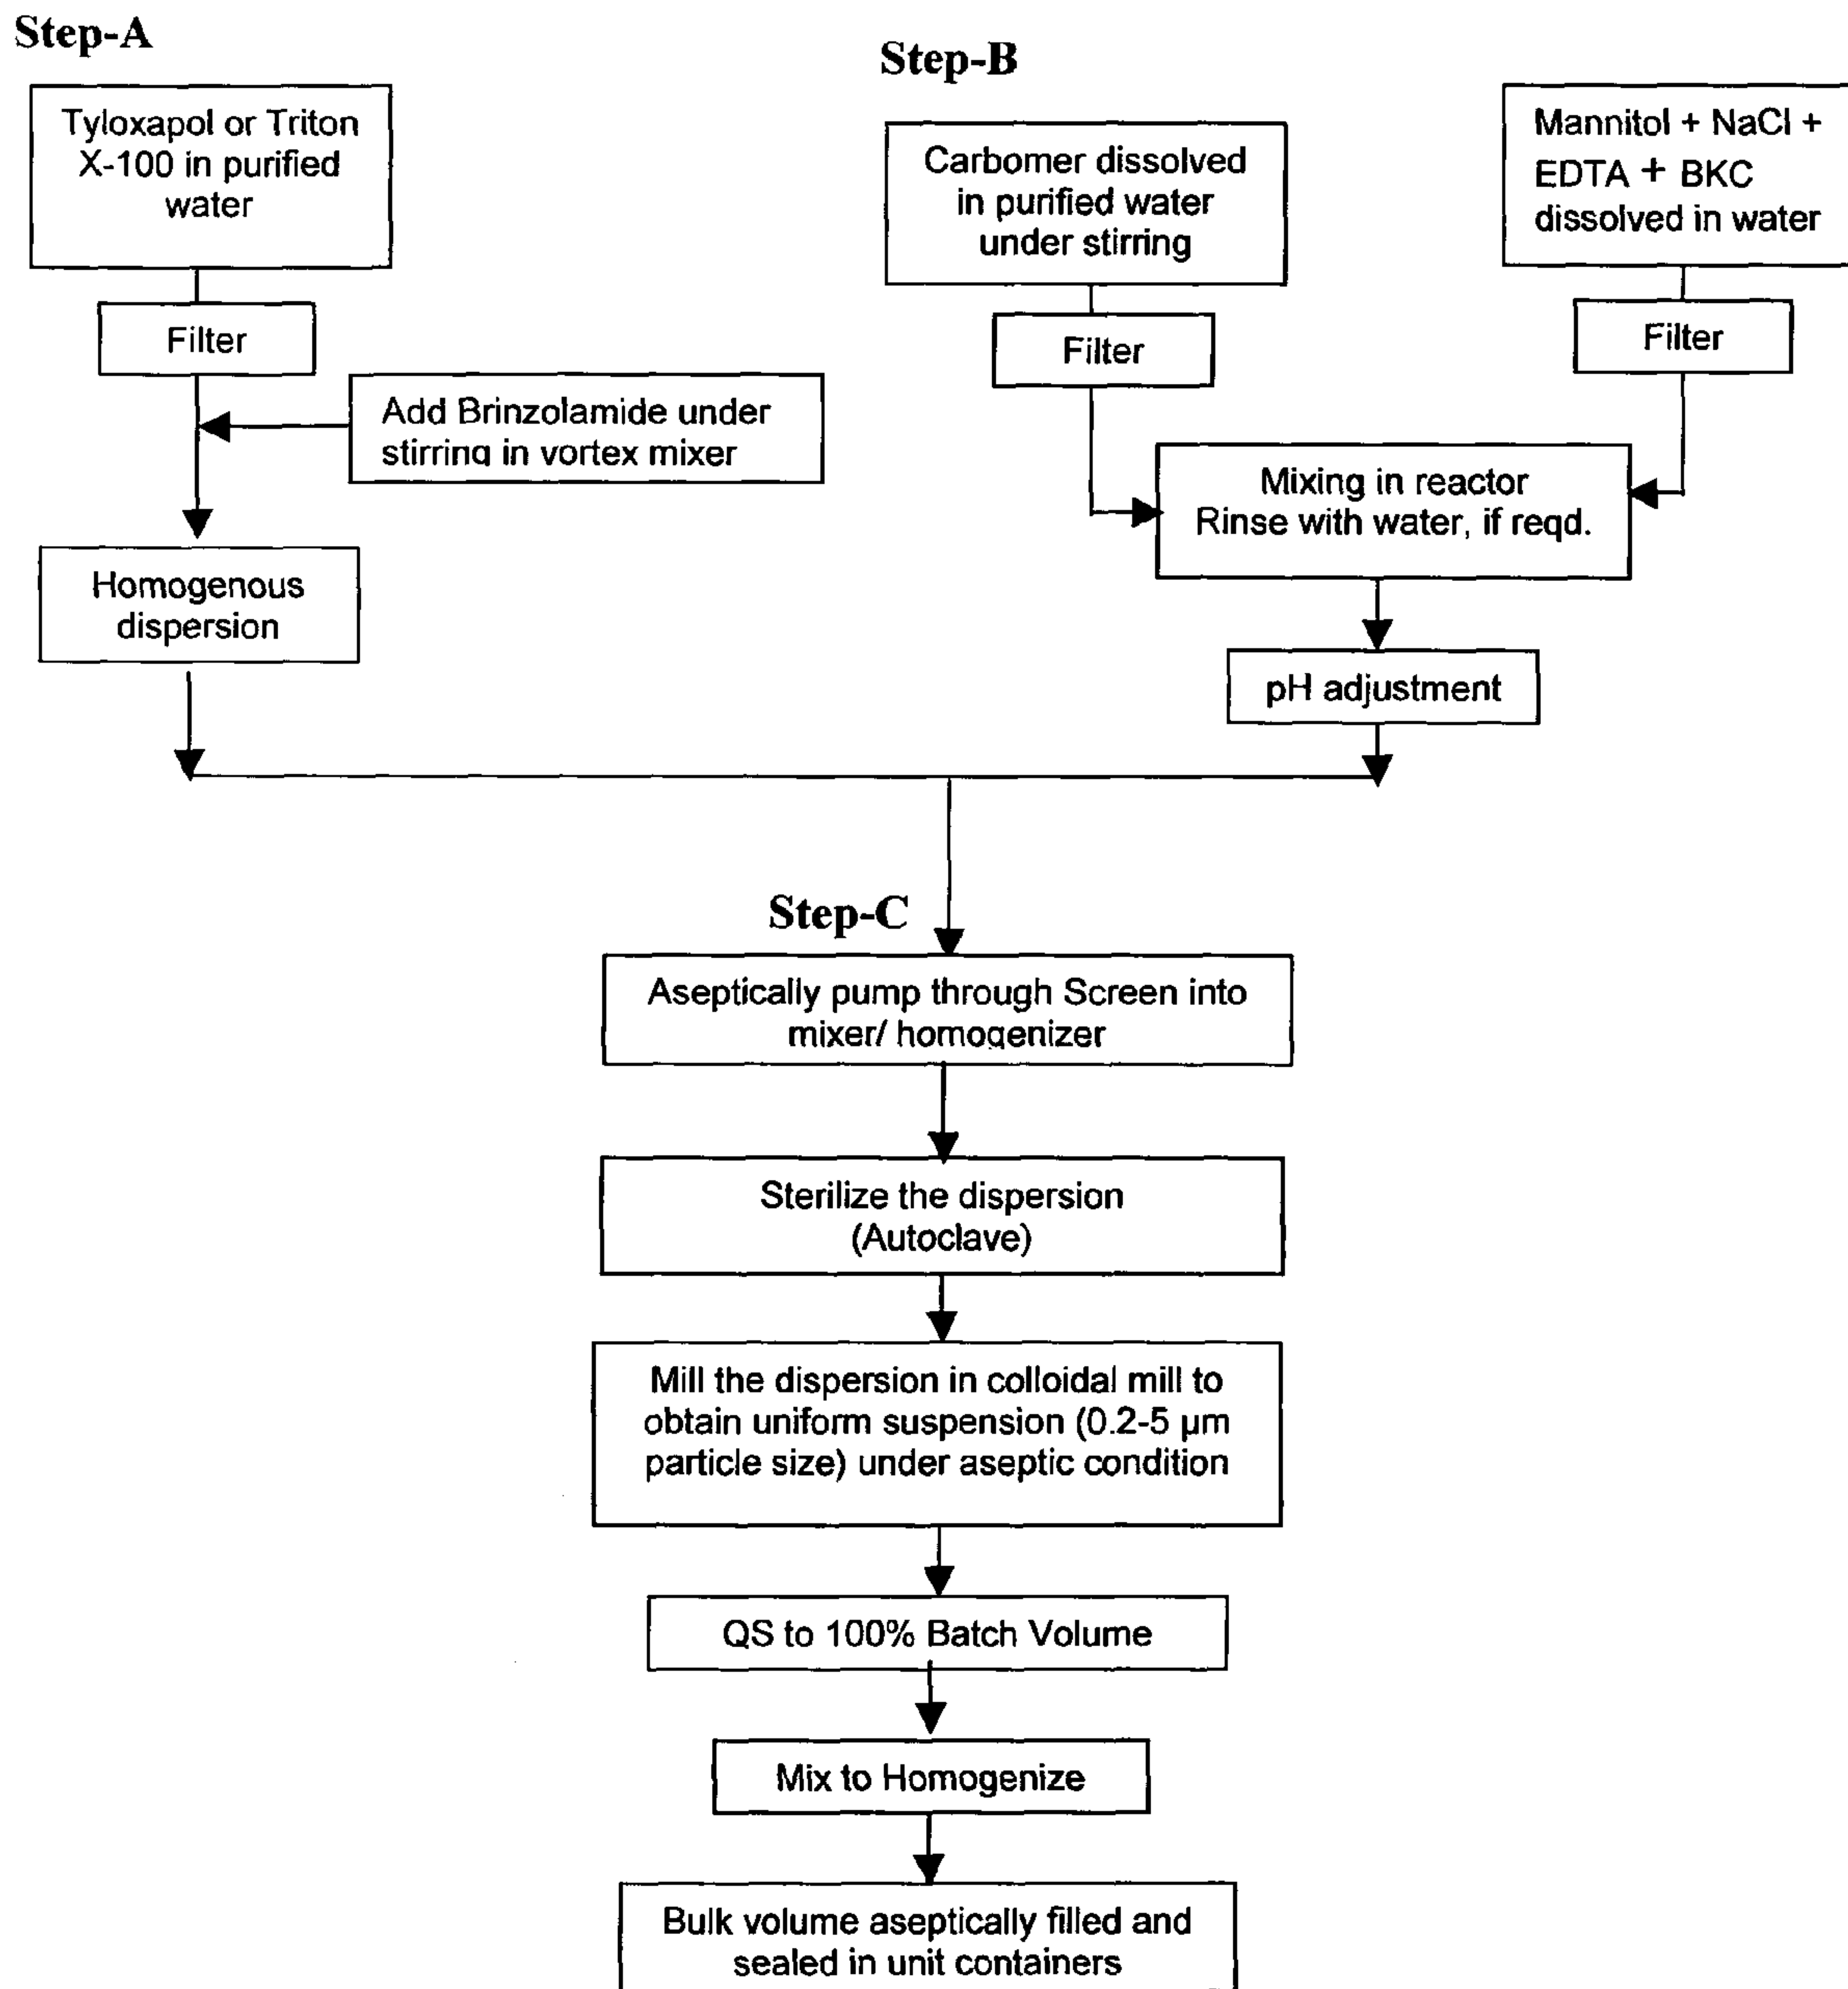 Step-A
Tyloxapol or Triton
X-100 in purified
water
Filter
Add Brinzolamide under
stirring in vortex mixer
Homogenous
dispersion
Step-B
Carbomer dissolved
in purified water
under stirring
Filter
Mannitol + NaCl +
EDTA + BKC
dissolved in water
Filter
Mixing in reactor
Rinse with water, if reqd.
pH adjustment
Step-C
Aseptically pump through Screen into
mixer/ homogenizer
Sterilize the dispersion
(Autoclave)
Mill the dispersion in colloidal mill to
obtain uniform suspension (0.2-5 µm
particle size) under aseptic condition
QS to 100% Batch Volume
Mix to Homogenize
Bulk volume aseptically filled and
sealed in unit containers